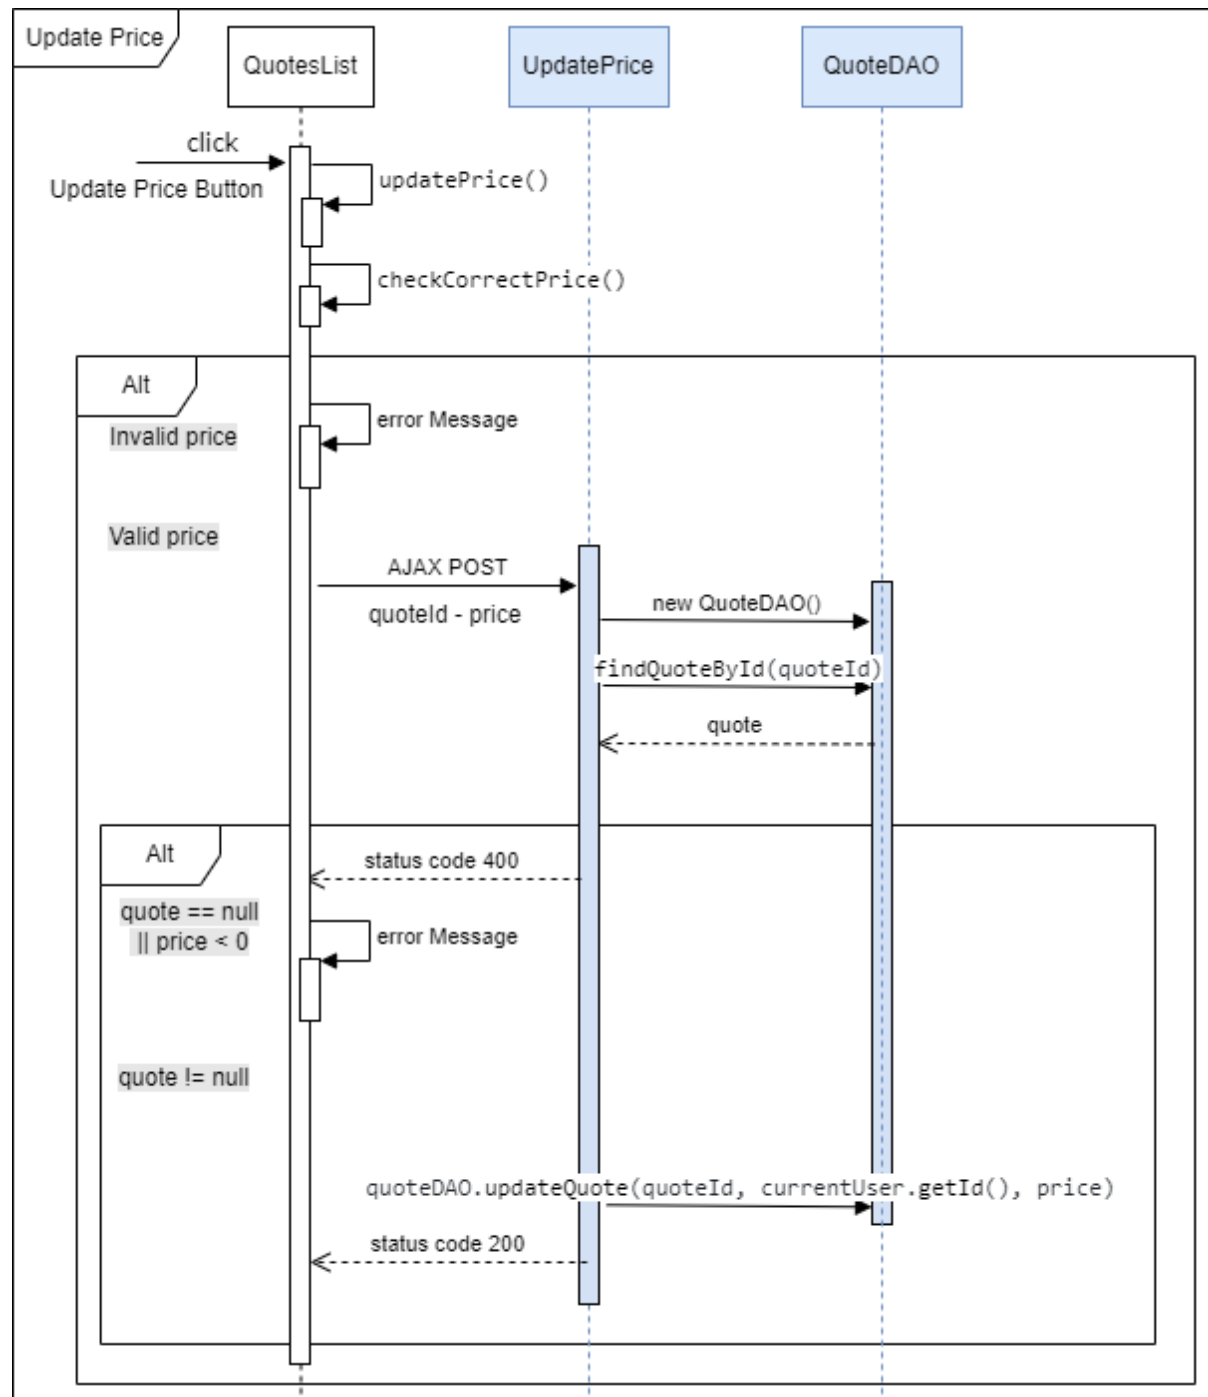 Update Price
QuotesList
UpdatePrice
QuoteDAO
click
Update Price Button
updatePrice()
checkCorrectPrice()
Alt
Invalid price
error Message
Valid price
AJAX POST
quoteId - price
new QuoteDAO()
findQuoteById(quoteId)
quote
Alt
status code 400
quote == null
|| price < 0
error Message
quote != null
quoteDAO.updateQuote(quoteId, currentUser.getId(), price)
status code 200